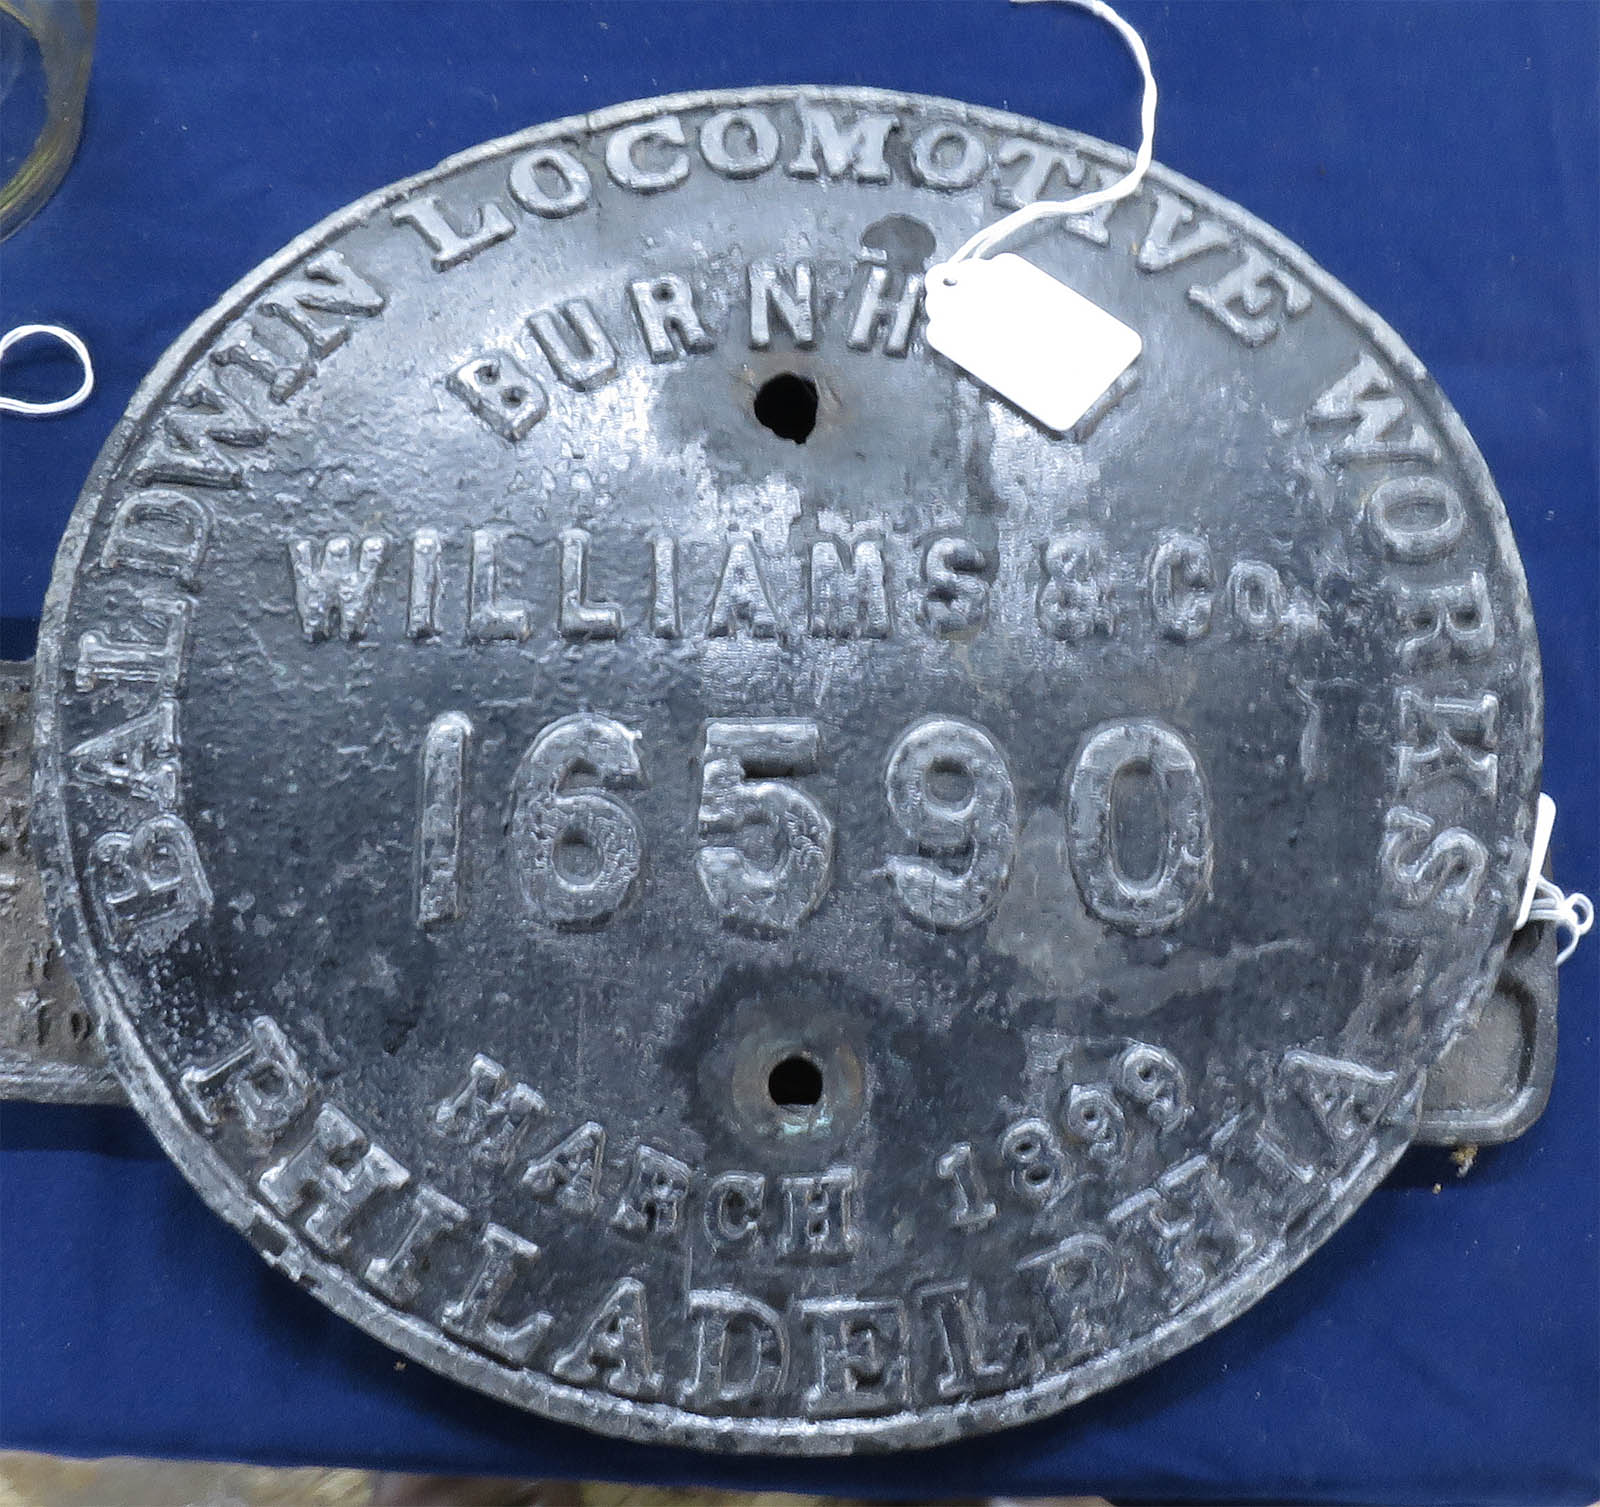 BALDWIN LOCOMOTIVE WORKS
BURNH
WILLIAMS & Co.
16590
MARCH 1899
PHILADELPHIA